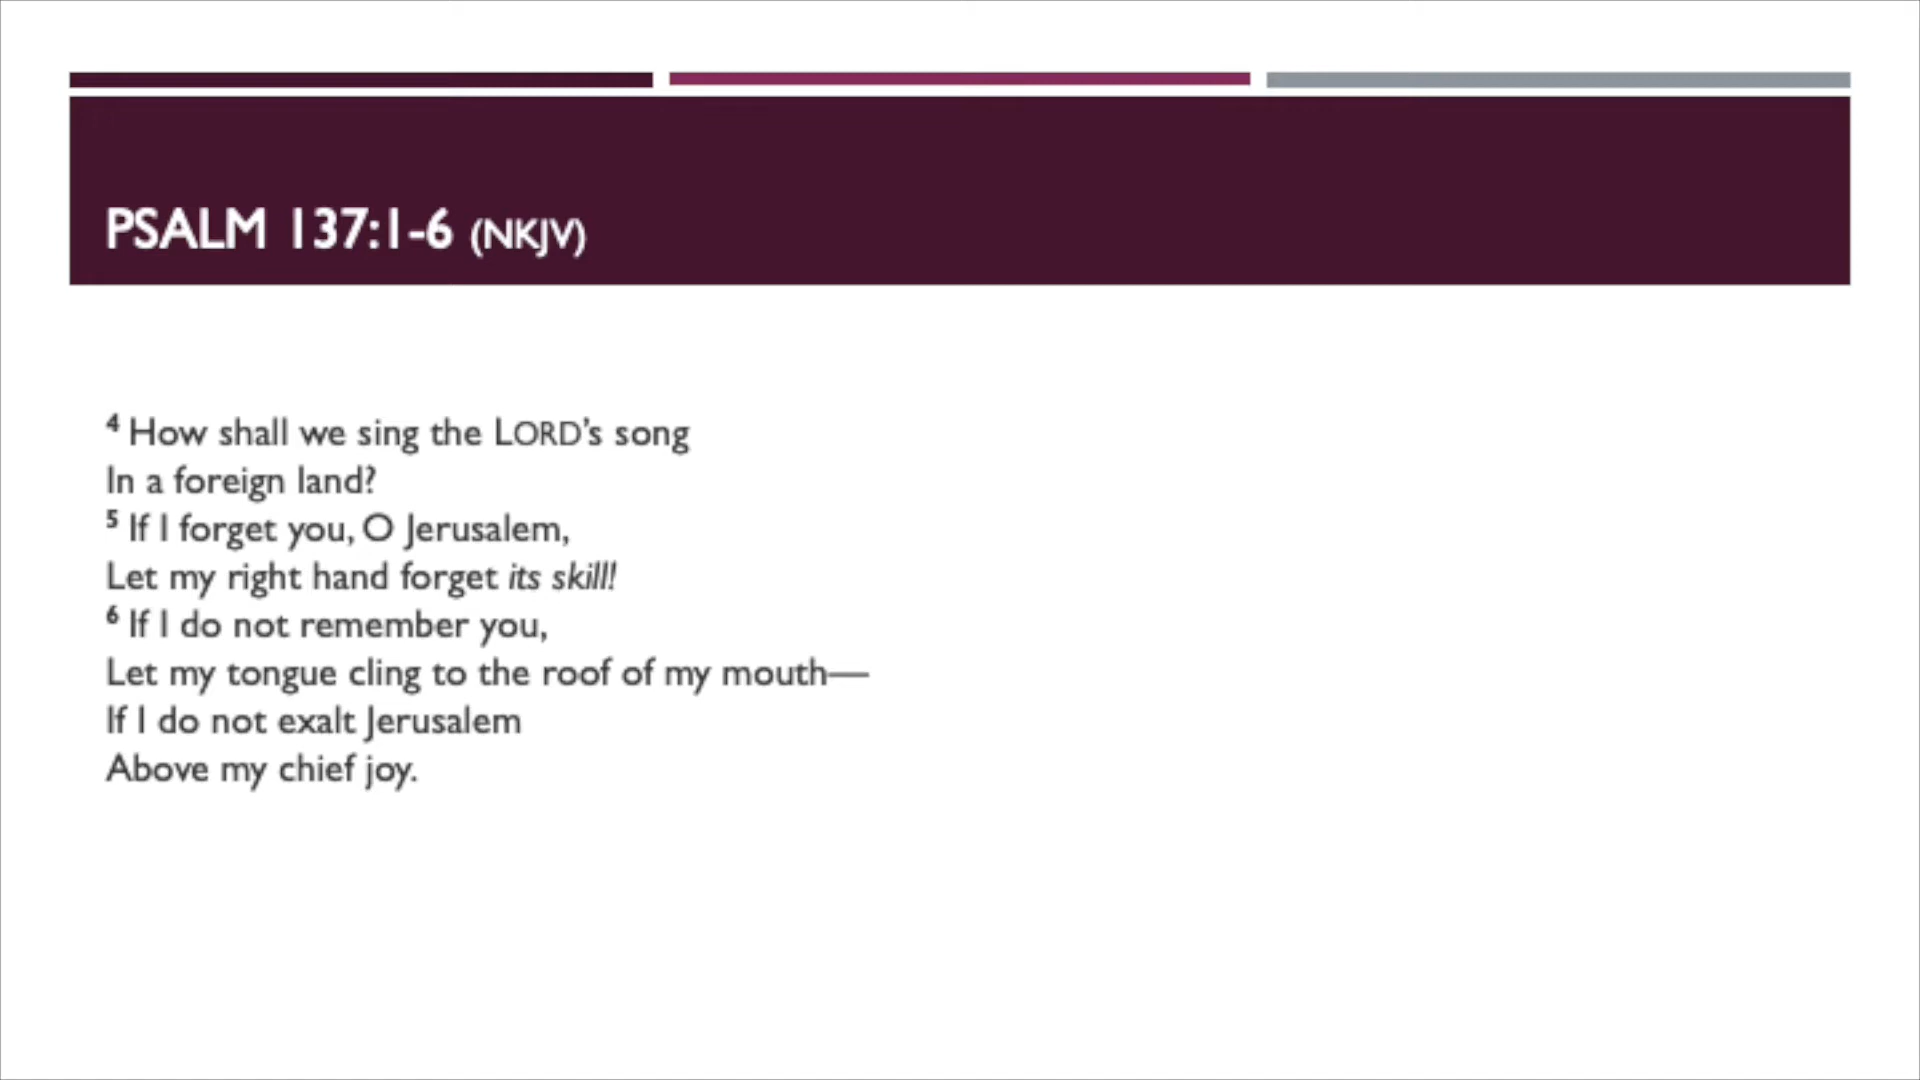 PSALM 137:1-6 (NKJV)
4 How shall we sing the LORD’s song
In a foreign land?
5 If I forget you, O Jerusalem,
Let my right hand forget its skill!
6 If I do not remember you,
Let my tongue cling to the roof of my mouth—
If I do not exalt Jerusalem
Above my chief joy.